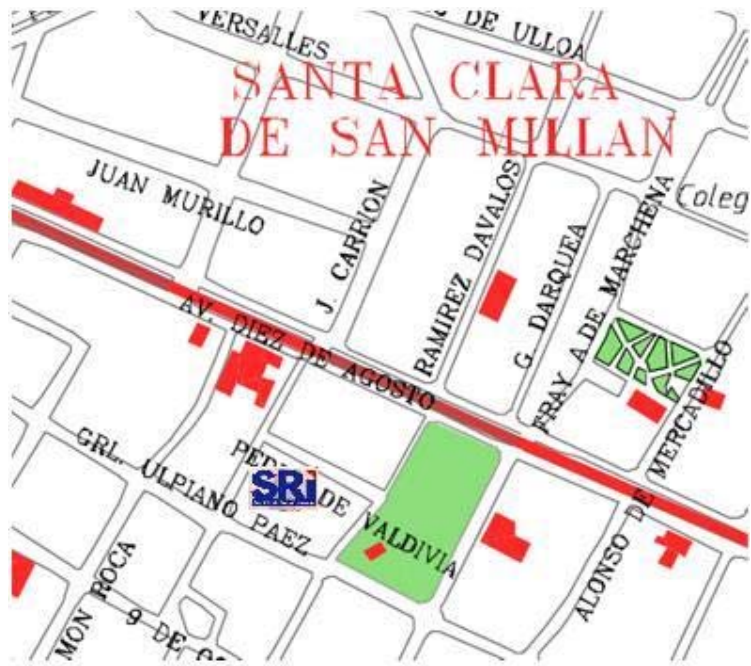 VERSALLES
DE ULLOA
SANTA CLARA
DE SAN MILLAN
JUAN MURILLO
J. CARRION
RAMIREZ DAVALOS
G. DARQUEA
FRAY A. DE MARCHENA
Coleg
AV. DIEZ DE AGOSTO
GRL. ULPIANO PAEZ
DE VALDIVIA
SRi
ALONSO DE MERCADILLO
MON ROCA
9 DE